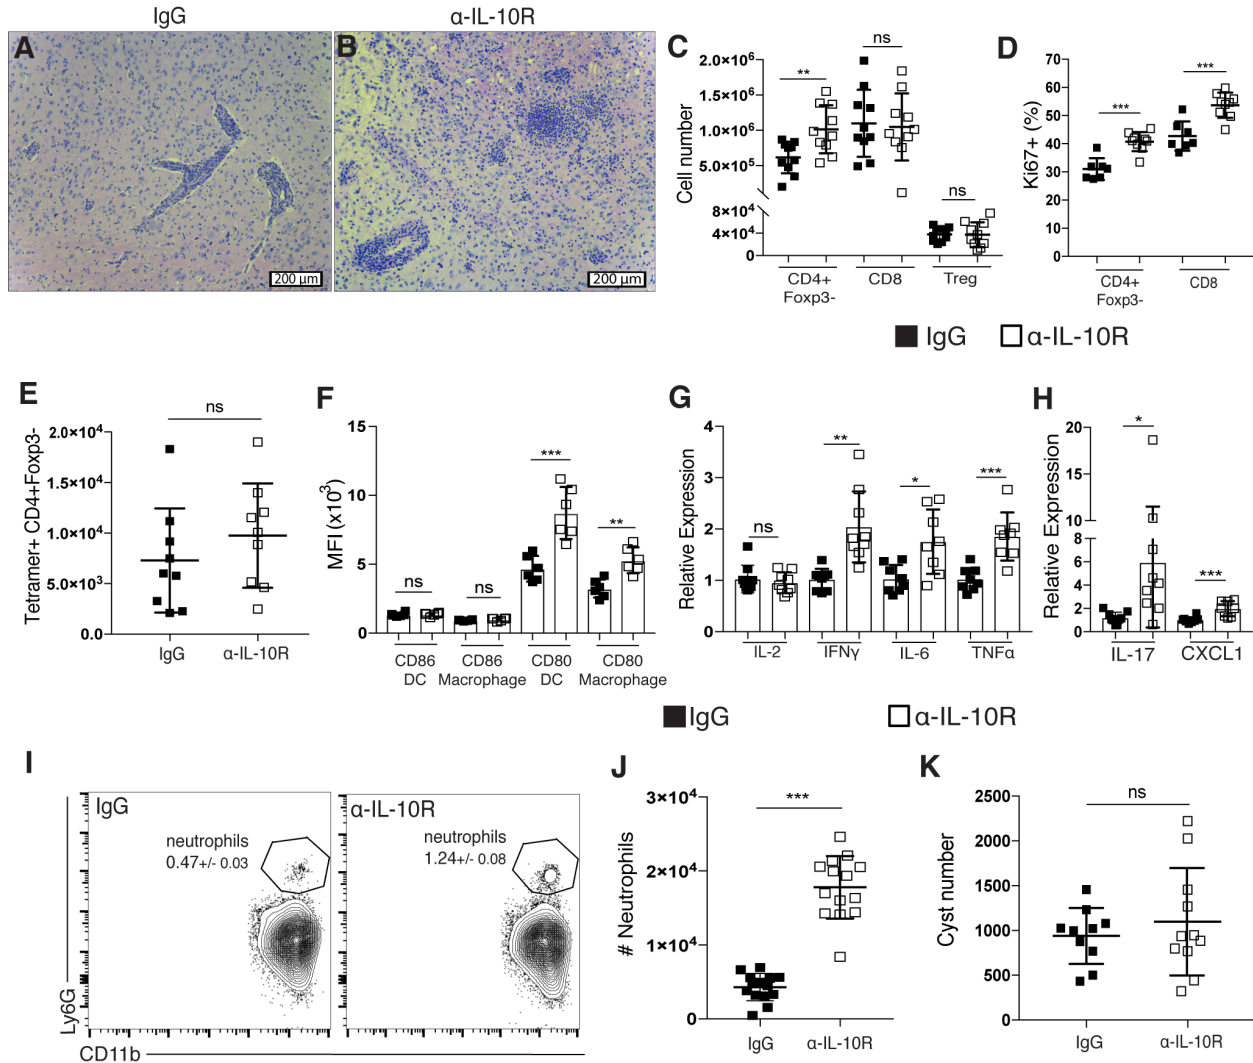 IgG
α-IL-10R
A
B
200 µm
200 µm
C
ns
**
2.0×10⁶
1.5×10⁶
1.0×10⁶
5.0×10⁵
8×10⁴
4×10⁴
0
Cell number
ns
CD4+
Foxp3-
CD8
Treg
D
70
60
50
40
30
20
10
0
Ki67+ (%)
***
***
CD4+
Foxp3-
CD8
IgG
α-IL-10R
E
ns
2.0×10⁴
1.5×10⁴
1.0×10⁴
5.0×10³
0.0
Tetramer+ CD4+Foxp3-
IgG
α-IL-10R
F
15
10
5
0
MFI (x10³)
ns
ns
***
**
CD86
DC
CD86
Macrophage
CD80
DC
CD80
Macrophage
G
4
3
2
1
0
Relative Expression
ns
**
*
***
IL-2
IFNγ
IL-6
TNFα
H
20
15
10
8
6
4
2
0
Relative Expression
*
***
IL-17
CXCL1
IgG
α-IL-10R
I
IgG
neutrophils
0.47+/- 0.03
α-IL-10R
neutrophils
1.24+/- 0.08
Ly6G
CD11b
J
3×10⁴
2×10⁴
1×10⁴
0
# Neutrophils
***
IgG
α-IL-10R
K
2500
2000
1500
1000
500
0
Cyst number
ns
IgG
α-IL-10R